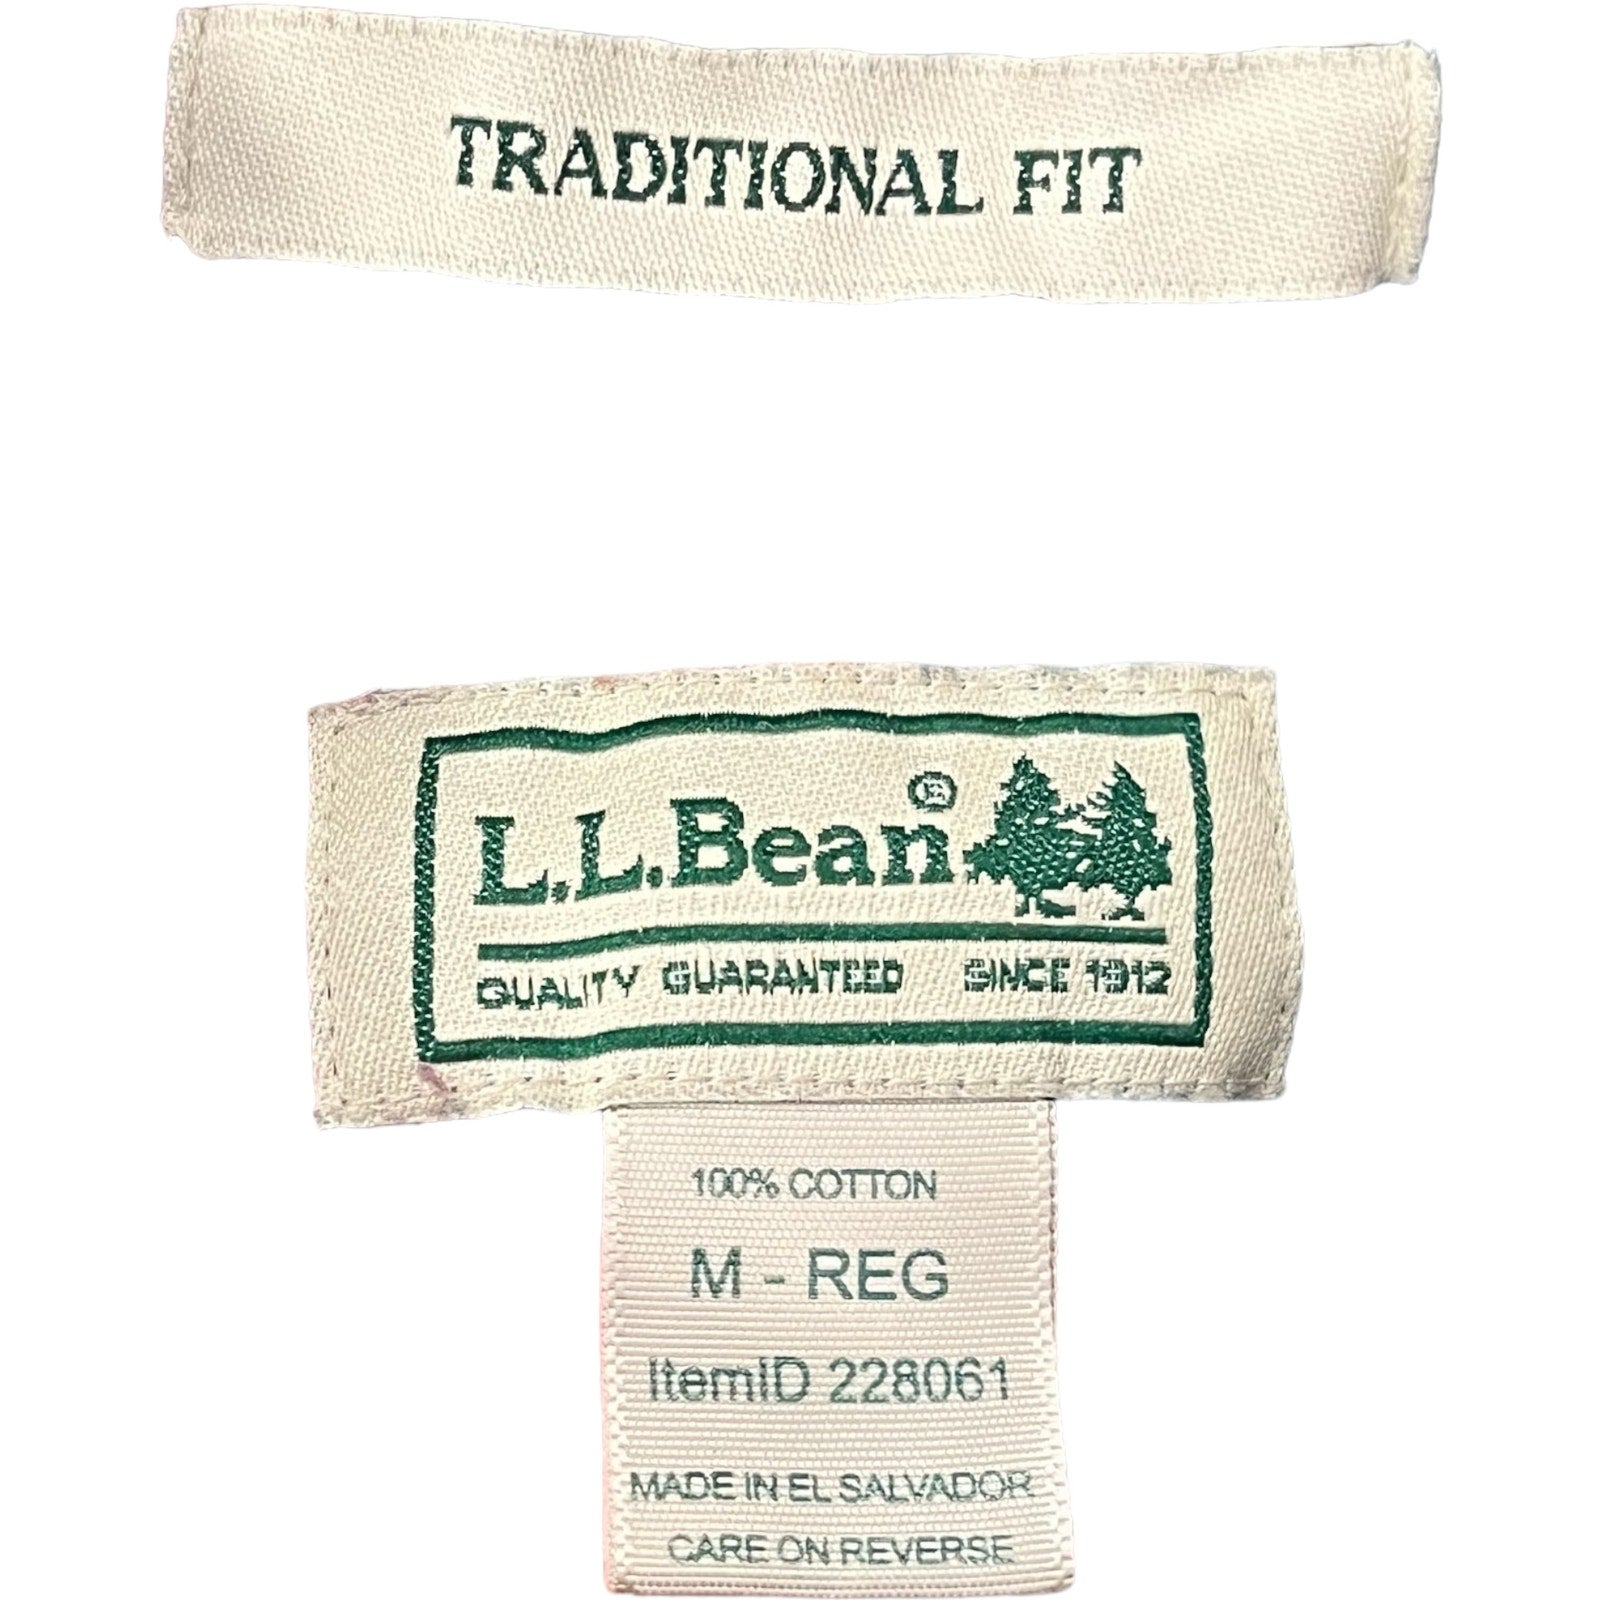 TRADITIONAL FIT
L.L.Bean®
QUALITY GUARANTEED SINCE 1912
100% COTTON
M - REG
ItemID 228061
MADE IN EL SALVADOR
CARE ON REVERSE